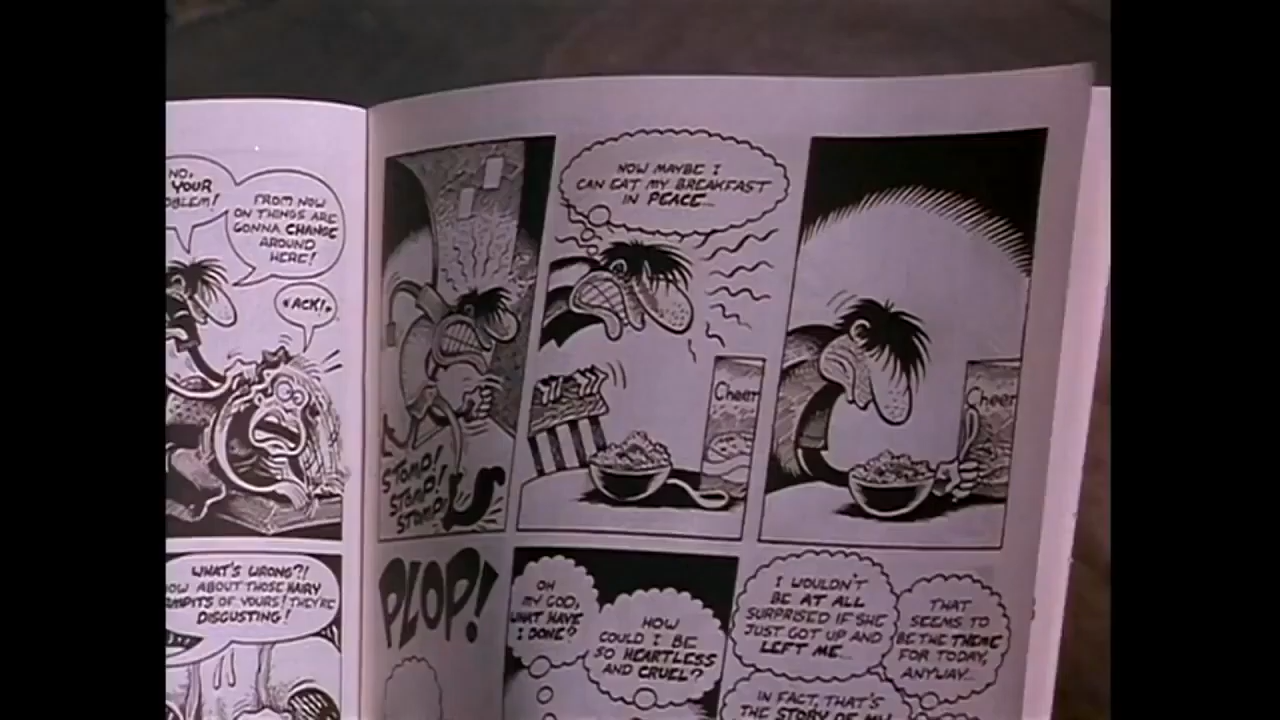 NO,
YOUR
FROM NOW
ON THINGS ARE
GONNA CHANGE
AROUND
HERE!
*ACK!*
WHAT'S WRONG?!
ABOUT THOSE HAIRY
OF YOURS! THEY'RE
DISGUSTING!
STOMP!
STOMP!
STOMP!
NOW MAYBE I
CAN EAT MY BREAKFAST
IN PEACE...
Cheer
Cheer
PLOP!
OH
MY GOD,
WHAT HAVE
I DONE?
HOW
COULD I BE
SO HEARTLESS
AND CRUEL?
I WOULDN'T
BE AT ALL
SURPRISED IF SHE
JUST GOT UP AND
LEFT ME...
THAT
SEEMS TO
BE THE THEME
FOR TODAY,
ANYWAY...
IN FACT, THAT'S
THE STORY OF MY